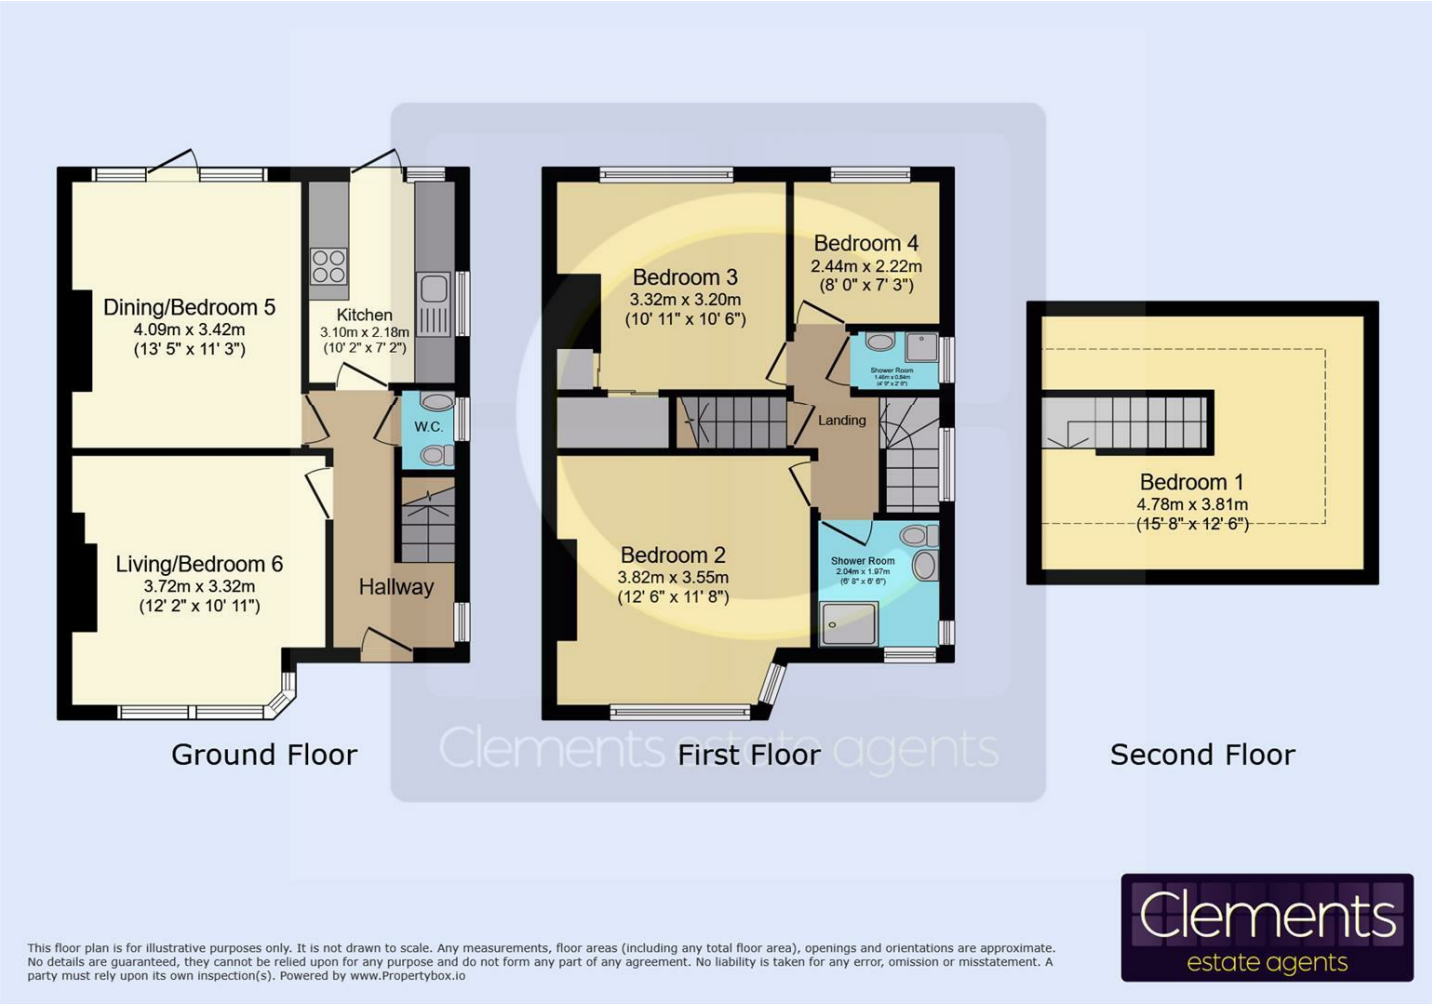 Dining/Bedroom 5
4.09m x 3.42m
(13' 5" x 11' 3")
Kitchen
3.10m x 2.18m
(10' 2" x 7' 2")
W.C.
Living/Bedroom 6
3.72m x 3.32m
(12' 2" x 10' 11")
Hallway
Ground Floor
Bedroom 3
3.32m x 3.20m
(10' 11" x 10' 6")
Bedroom 4
2.44m x 2.22m
(8' 0" x 7' 3")
Shower Room
Landing
Bedroom 2
3.82m x 3.55m
(12' 6" x 11' 8")
Shower Room
2.04m x 1.97m
(6' 8" x 6' 6")
First Floor
Bedroom 1
4.78m x 3.81m
(15' 8" x 12' 6")
Second Floor
Clements estate agents
Clements
estate agents
This floor plan is for illustrative purposes only. It is not drawn to scale. Any measurements, floor areas (including any total floor area), openings and orientations are approximate.
No details are guaranteed, they cannot be relied upon for any purpose and do not form any part of any agreement. No liability is taken for any error, omission or misstatement. A
party must rely upon its own inspection(s). Powered by www.Propertybox.io